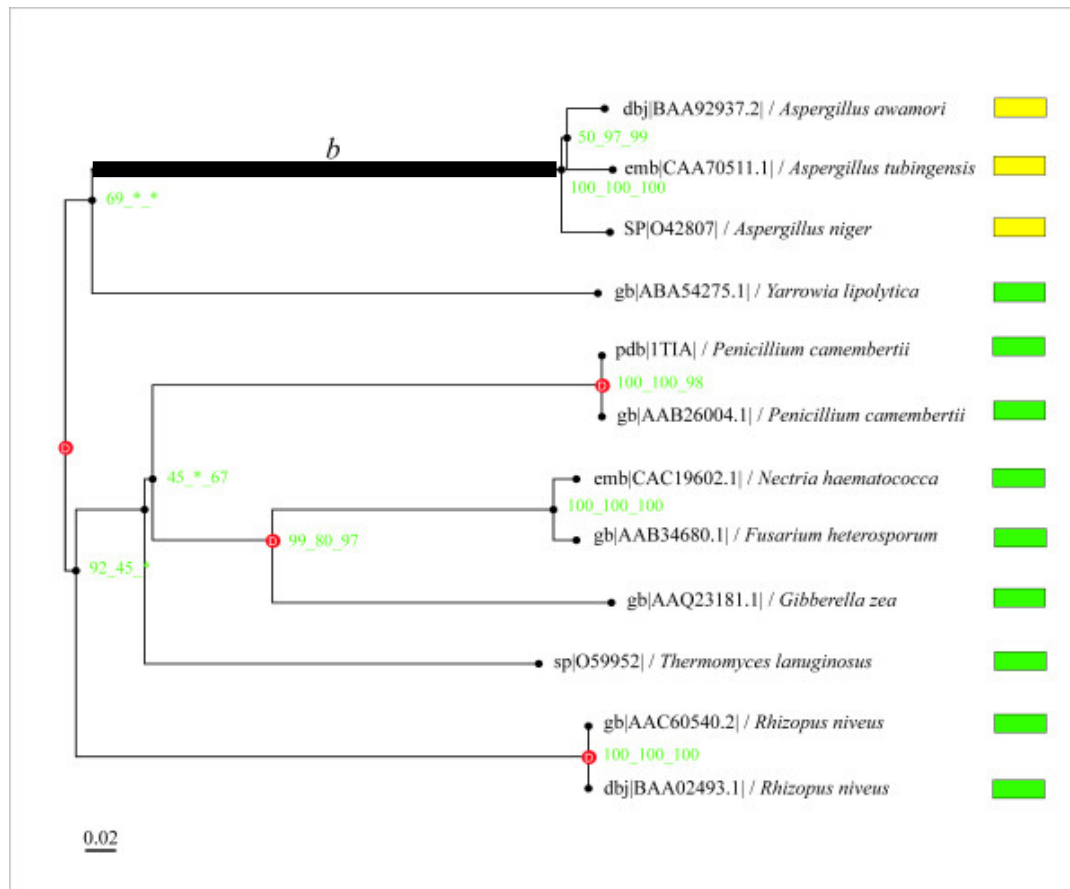 dbj|BAA92937.2| / Aspergillus awamori
50_97_99
b
emb|CAA70511.1| / Aspergillus tubingensis
100_100_100
69_*_*
SP|O42807| / Aspergillus niger
gb|ABA54275.1| / Yarrowia lipolytica
pdb|1TIA| / Penicillium camembertii
D 100_100_98
gb|AAB26004.1| / Penicillium camembertii
D
45_*_67
emb|CAC19602.1| / Nectria haematococca
100_100_100
D 99_80_97
gb|AAB34680.1| / Fusarium heterosporum
92_45_*
gb|AAQ23181.1| / Gibberella zea
sp|O59952| / Thermomyces lanuginosus
gb|AAC60540.2| / Rhizopus niveus
D 100_100_100
dbj|BAA02493.1| / Rhizopus niveus
0.02